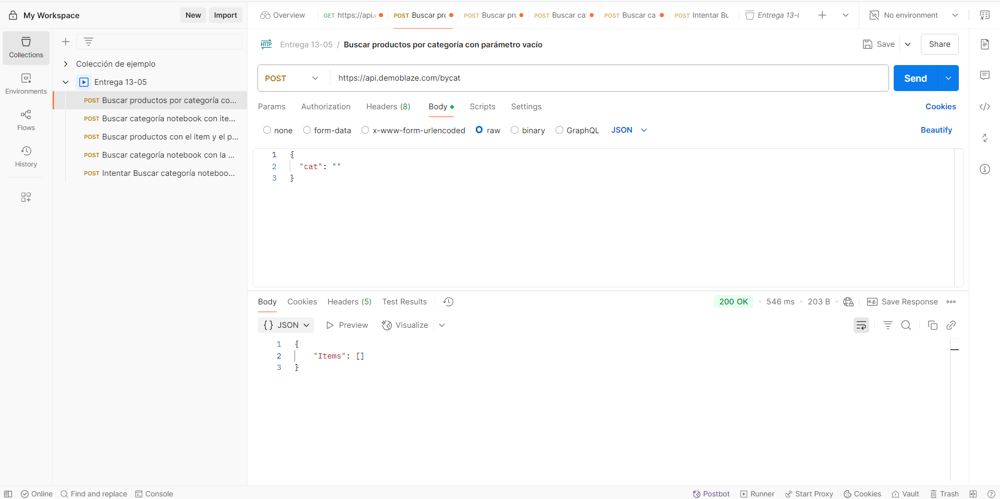 My Workspace
New
Import
Overview
GET https://api.
POST Buscar pr
POST Buscar pr
POST Buscar ca
POST Buscar ca
POST Intentar Bu
Entrega 13-
No environment
Collections
Environments
Flows
History
Colección de ejemplo
Entrega 13-05
POST Buscar productos por categoría co...
POST Buscar categoría notebook con ite...
POST Buscar productos con el item y el p...
POST Buscar categoría notebook con la ...
POST Intentar Buscar categoría noteboo...
HTTP Entrega 13-05 / Buscar productos por categoría con parámetro vacío
Save
Share
POST
https://api.demoblaze.com/bycat
Send
Params
Authorization
Headers (8)
Body
Scripts
Settings
Cookies
none
form-data
x-www-form-urlencoded
raw
binary
GraphQL
JSON
Beautify
1 {
2 "cat": ""
3 }
Body
Cookies
Headers (5)
Test Results
200 OK
546 ms
203 B
e.g. Save Response
{} JSON
Preview
Visualize
1 {
2 "Items": []
3 }
Online
Find and replace
Console
Postbot
Runner
Start Proxy
Cookies
Vault
Trash